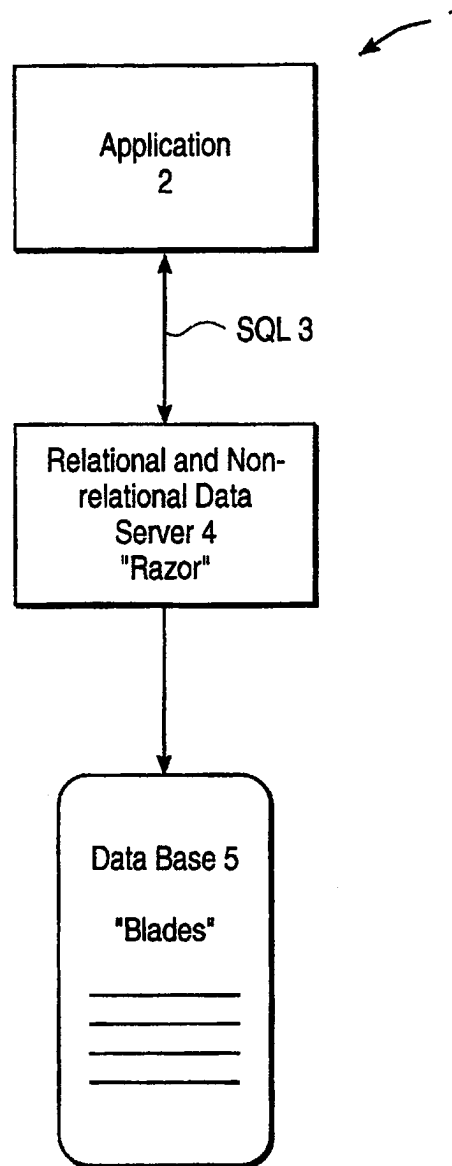 Application
2
SQL 3
Relational and Non-
relational Data
Server 4
"Razor"
Data Base 5
"Blades"